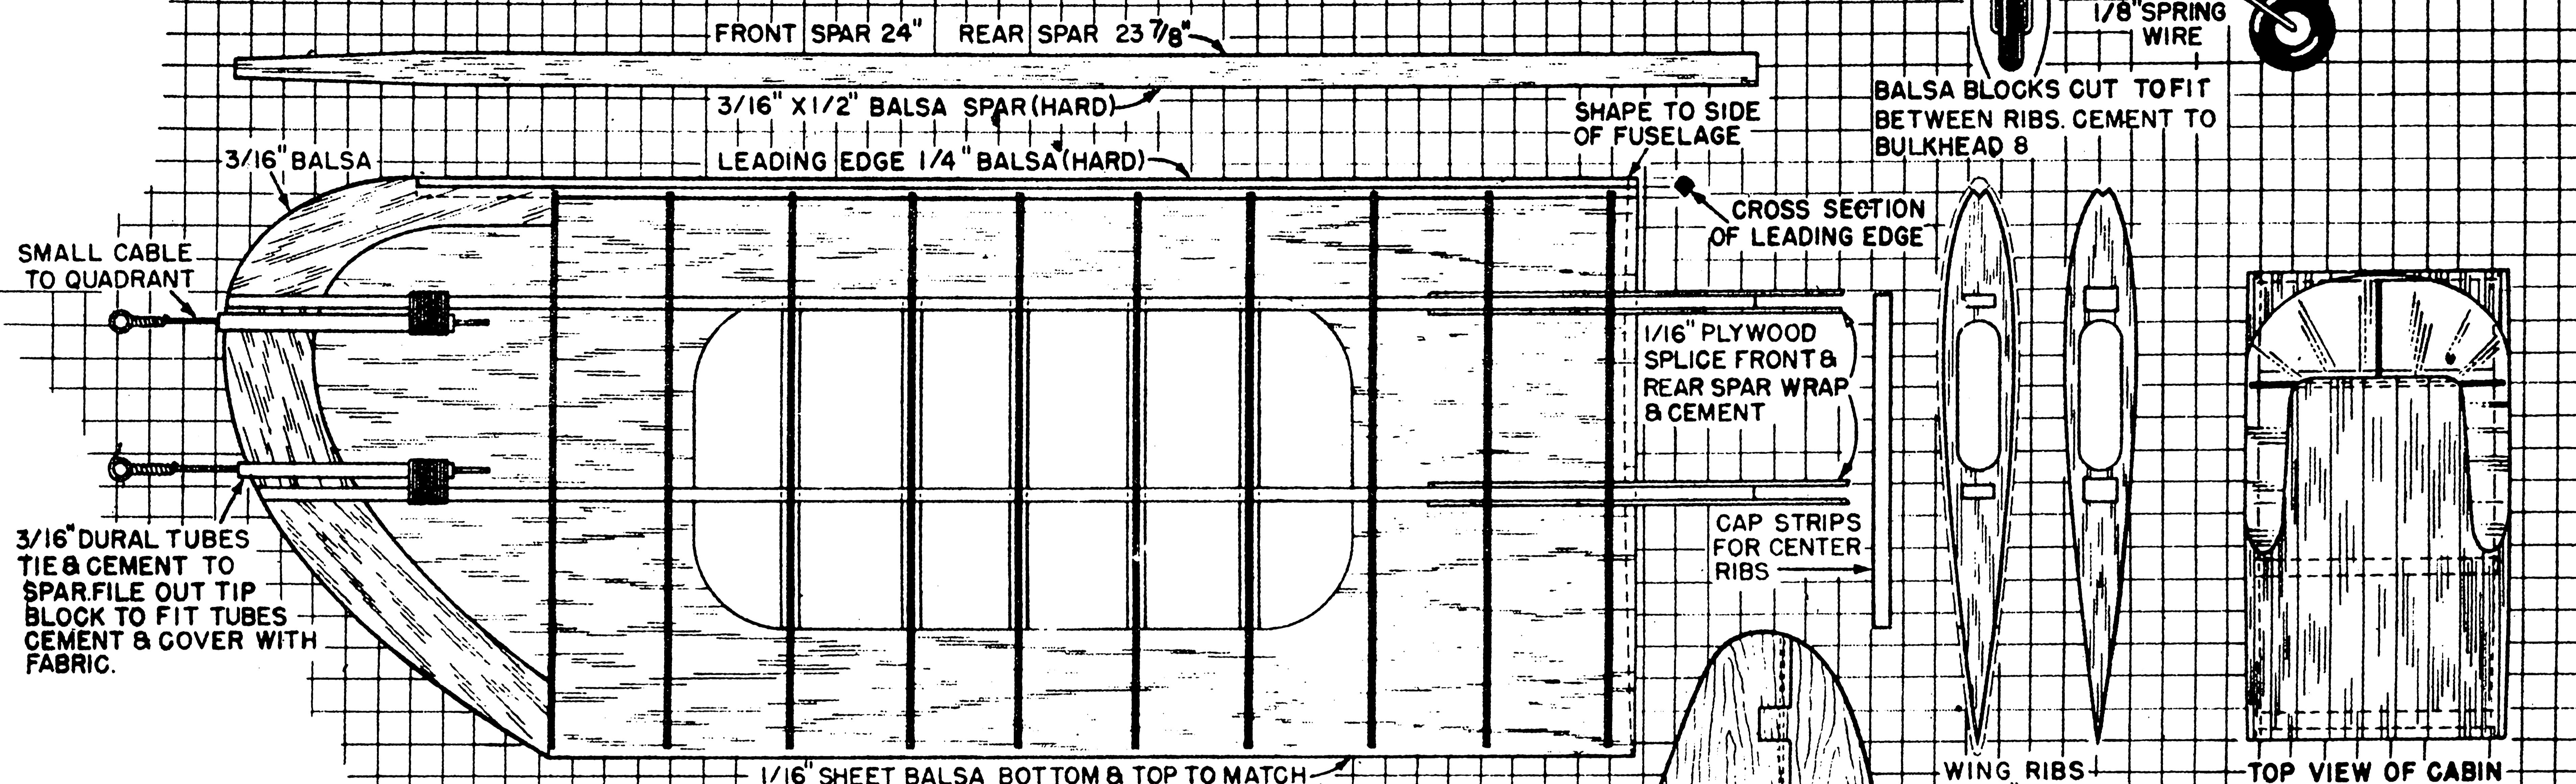 FRONT SPAR 24" REAR SPAR 23 7/8"
1/8" SPRING
WIRE
3/16" X 1/2" BALSA SPAR (HARD)
BALSA BLOCKS CUT TO FIT
BETWEEN RIBS. CEMENT TO
BULKHEAD 8
SHAPE TO SIDE
OF FUSELAGE
3/16" BALSA
LEADING EDGE 1/4" BALSA (HARD)
CROSS SECTION
OF LEADING EDGE
SMALL CABLE
TO QUADRANT
1/16" PLYWOOD
SPLICE FRONT &
REAR SPAR WRAP
& CEMENT
CAP STRIPS
FOR CENTER
RIBS
3/16" DURAL TUBES
TIE & CEMENT TO
SPAR. FILE OUT TIP
BLOCK TO FIT TUBES
CEMENT & COVER WITH
FABRIC.
1/16" SHEET BALSA BOTTOM & TOP TO MATCH
WING RIBS
TOP VIEW OF CABIN